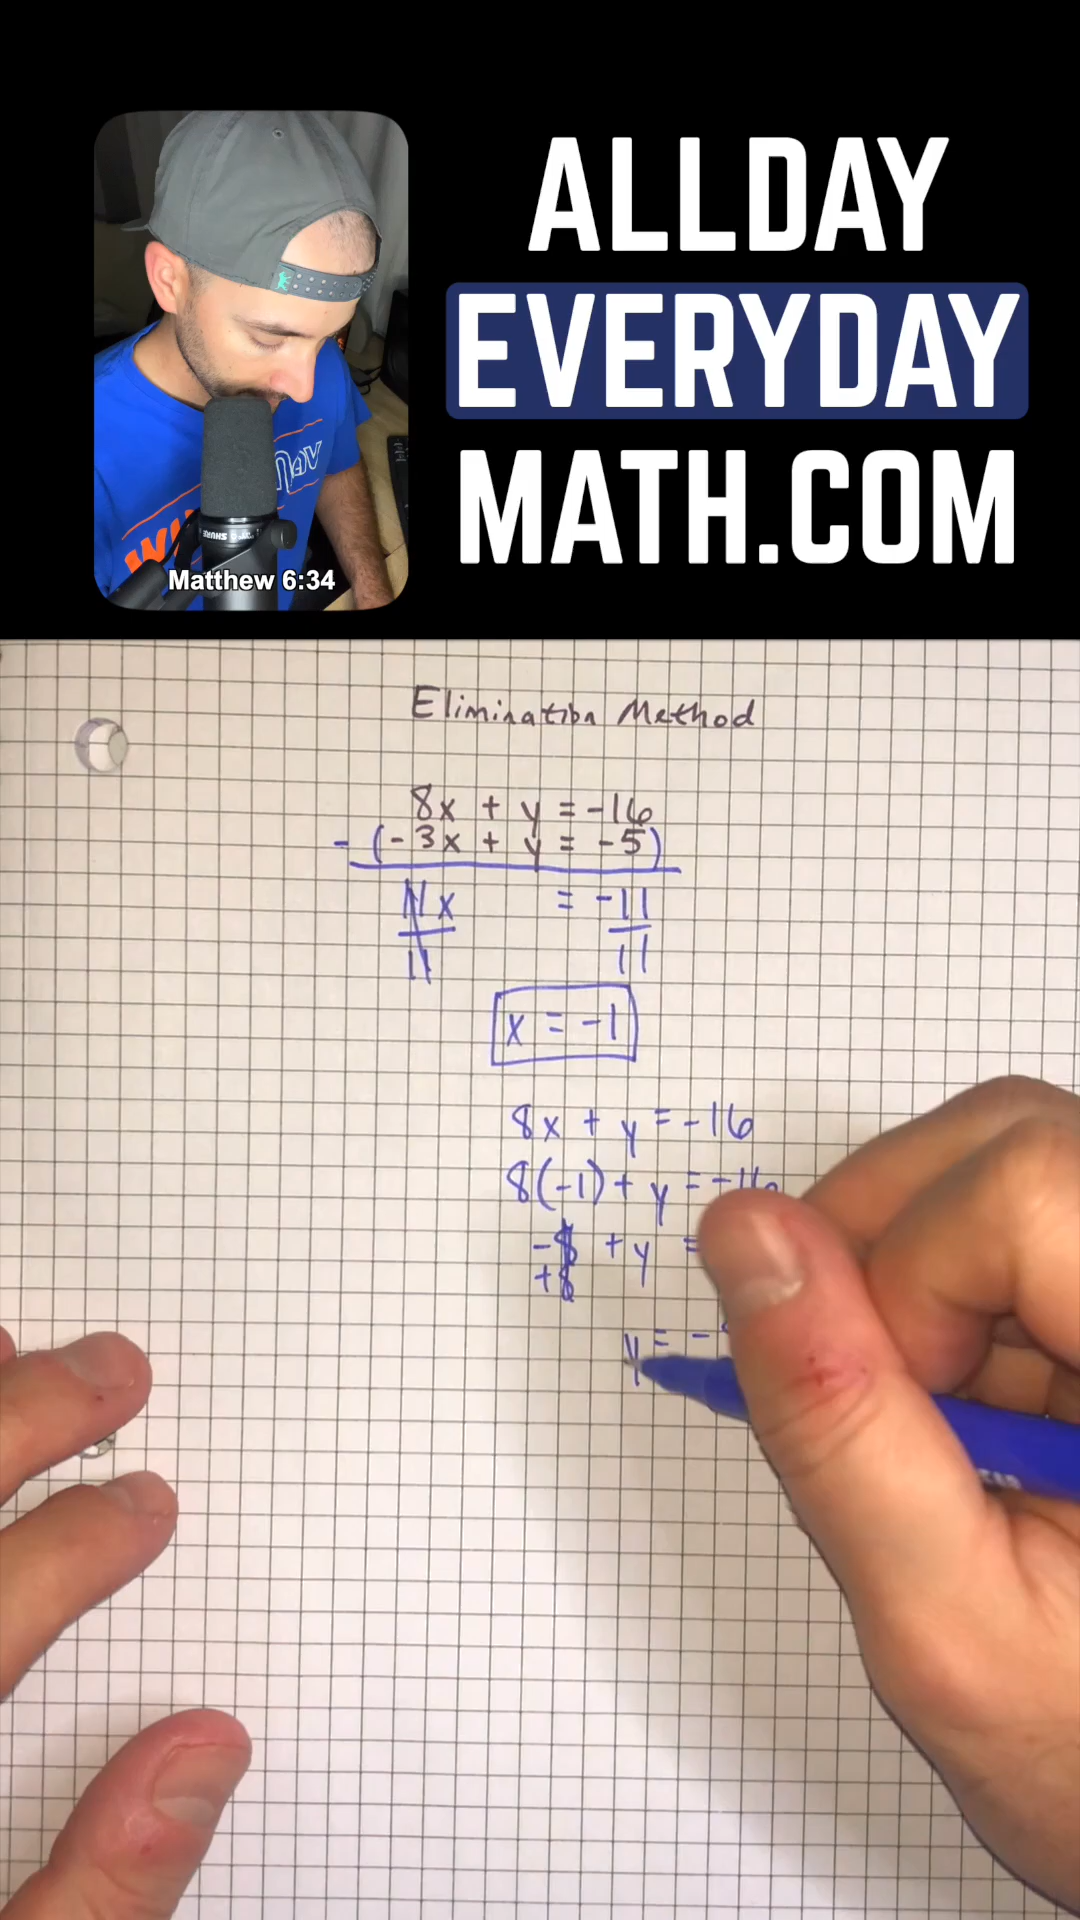 ALLDAY
EVERYDAY
MATH.COM
Matthew 6:34
Elimination Method
8x + y = -16
- (-3x + y = -5)
11x = -11
11 11
x = -1
8x + y = -16
8(-1) + y = -16
-8 + y =
+8
y = -